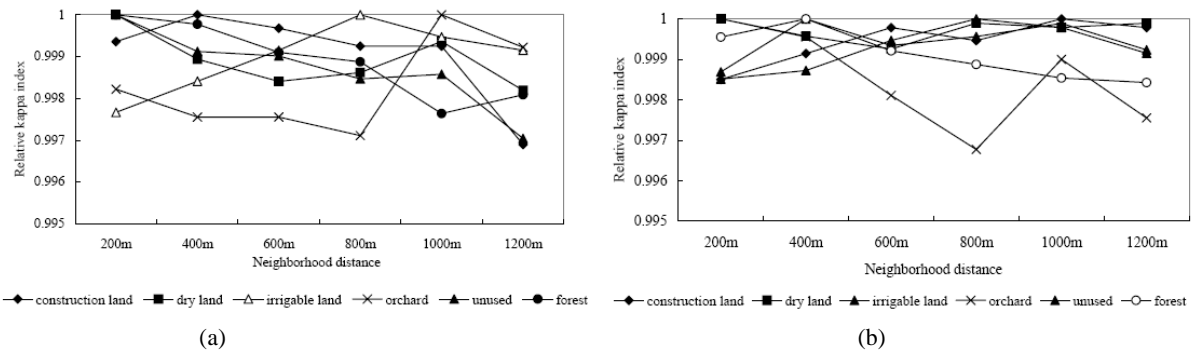 Relative kappa index
1
0.999
0.998
0.997
0.996
0.995
200m 400m 600m 800m 1000m 1200m
Neighborhood distance
construction land dry land irrigable land orchard unused forest
(a)
Relative kappa index
1
0.999
0.998
0.997
0.996
0.995
200m 400m 600m 800m 1000m 1200m
Neighborhood distance
construction land dry land irrigable land orchard unused forest
(b)